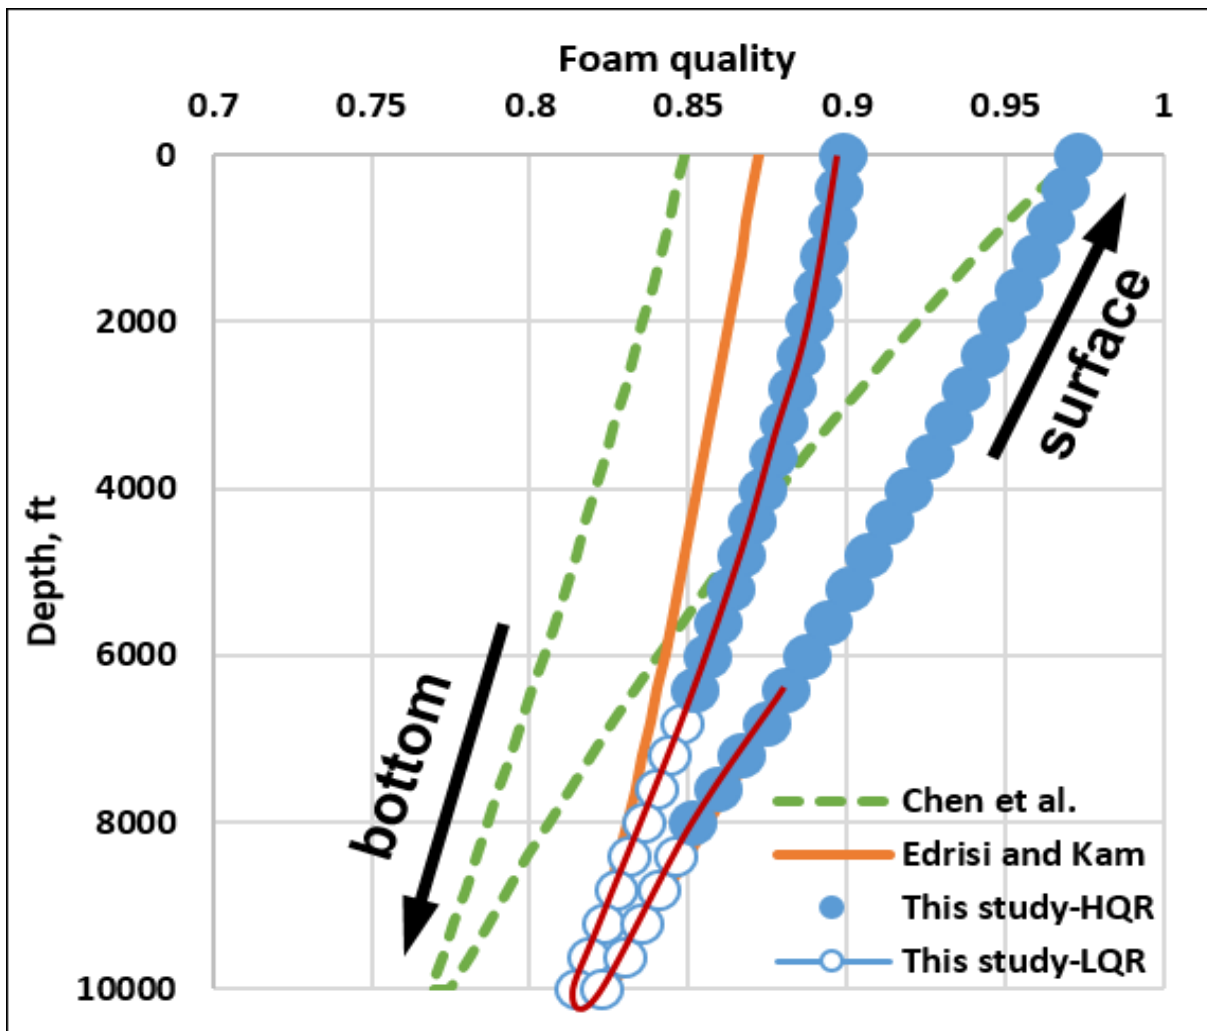 Foam quality
0.7 0.75 0.8 0.85 0.9 0.95 1
0
2000
4000
6000
8000
10000
Depth, ft
surface
bottom
Chen et al.
Edrisi and Kam
This study-HQR
This study-LQR